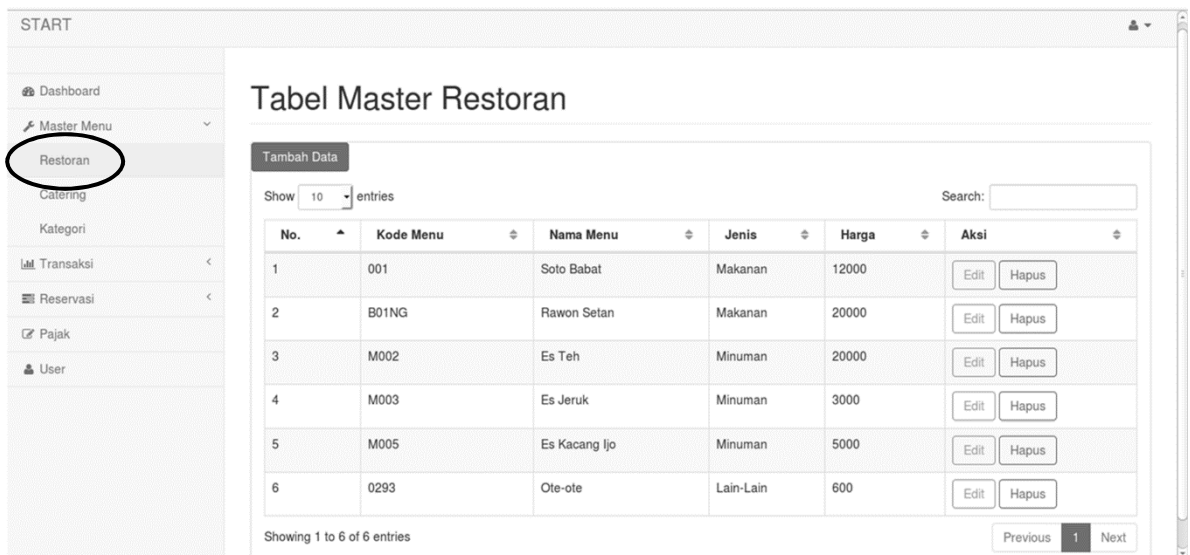 START
Dashboard
Master Menu
Restoran
Catering
Kategori
Transaksi
Reservasi
Pajak
User
Tabel Master Restoran
Tambah Data
Show 10 entries
Search:
No. Kode Menu Nama Menu Jenis Harga Aksi
1 001 Soto Babat Makanan 12000 Edit Hapus
2 B01NG Rawon Setan Makanan 20000 Edit Hapus
3 M002 Es Teh Minuman 20000 Edit Hapus
4 M003 Es Jeruk Minuman 3000 Edit Hapus
5 M005 Es Kacang Ijo Minuman 5000 Edit Hapus
6 0293 Ote-ote Lain-Lain 600 Edit Hapus
Showing 1 to 6 of 6 entries
Previous 1 Next